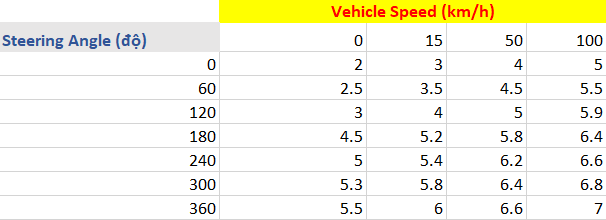 Vehicle Speed (km/h)
Steering Angle (độ) 0 15 50 100
0 2 3 4 5
60 2.5 3.5 4.5 5.5
120 3 4 5 5.9
180 4.5 5.2 5.8 6.4
240 5 5.4 6.2 6.6
300 5.3 5.8 6.4 6.8
360 5.5 6 6.6 7